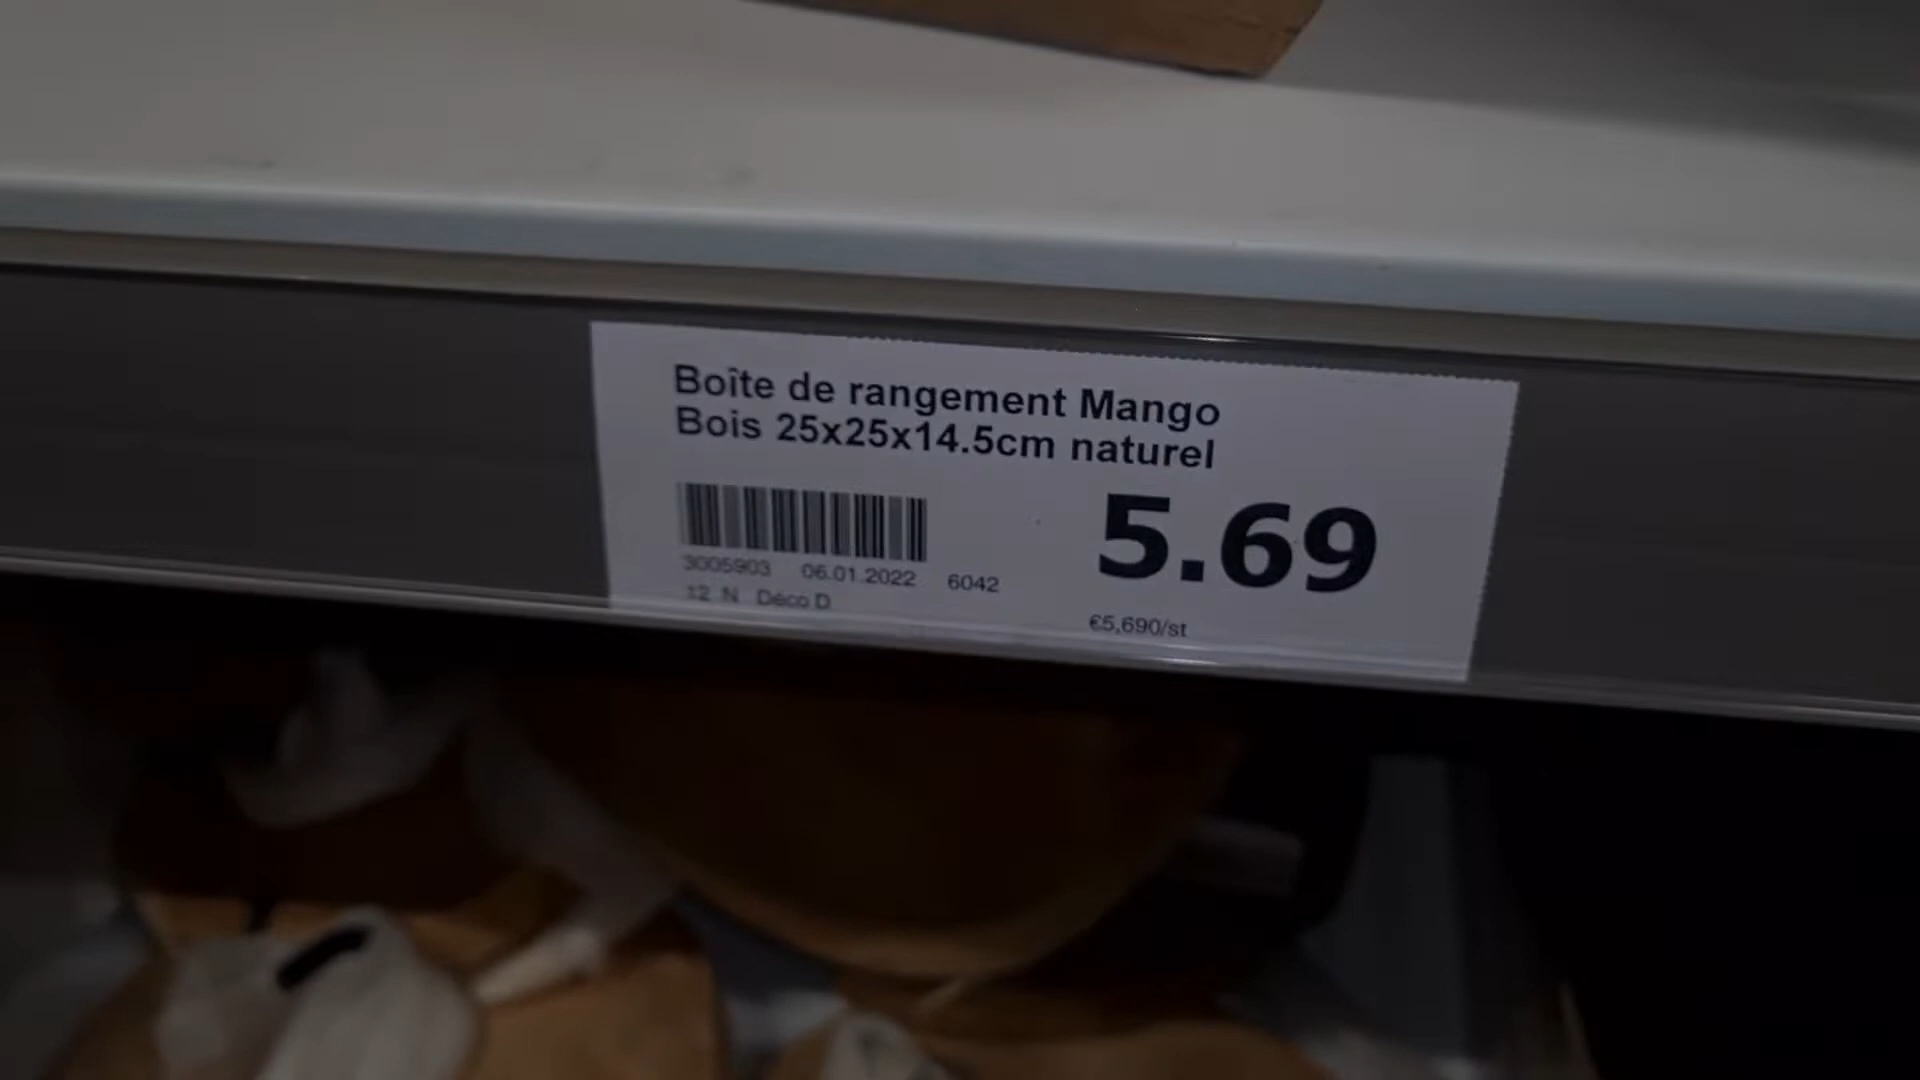 Boîte de rangement Mango
Bois 25x25x14.5cm naturel
5.69
3005903 06.01.2022 6042
12 N Déco D
€5,690/st